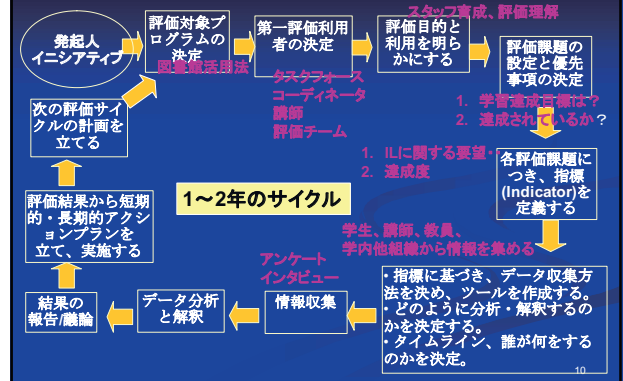 スタッフ育成、評価理解
発起人
イニシアティブ
評価対象プ
ログラムの
決定
図書館活用法
第一評価利用
者の決定
タスクフォース
コーディネータ
講師
評価チーム
評価目的と
利用を明ら
かにする
評価課題の
設定と優先
事項の決定
1. 学習達成目標は?
2. 達成されているか?
1. ILに関する要望・
2. 達成度
各評価課題に
つき、指標
(Indicator)を
定義する
学生、講師、教員、
学内他組織から情報を集める
・指標に基づき、データ収集方
法を決め、ツールを作成する。
・どのように分析・解釈するの
かを決定する。
・タイムライン、誰が何をする
のかを決定。
アンケート
インタビュー
情報収集
データ分析
と解釈
結果の
報告/議論
評価結果から短期
的・長期的アクシ
ョンプランを
立て、実施する
次の評価サイ
クルの計画を
立てる
1~2年のサイクル
10